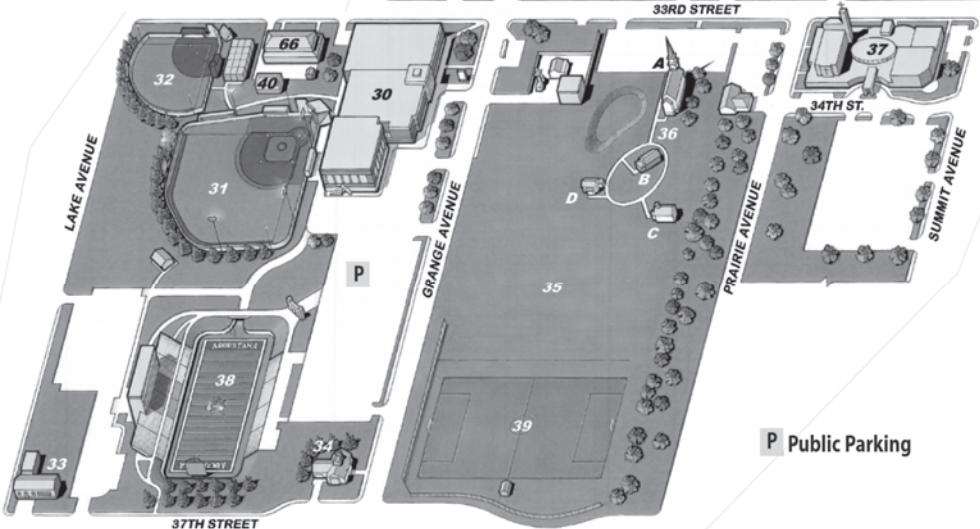 33RD STREET
66
37
A
32
40
30
34TH ST.
36
LAKE AVENUE
31
B
D
C
GRANGE AVENUE
PRAIRIE AVENUE
SUMMIT AVENUE
P
35
AUGUSTANA
38
39
P Public Parking
34
33
37TH STREET